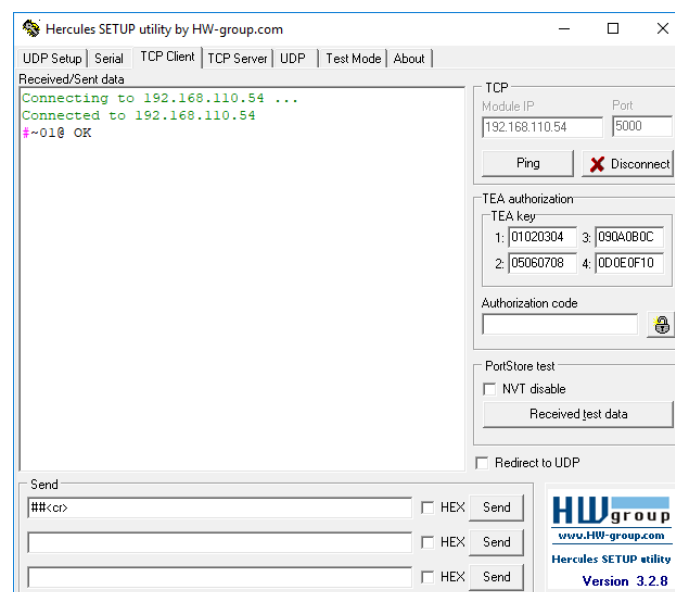 Hercules SETUP utility by HW-group.com
UDP Setup Serial TCP Client TCP Server UDP Test Mode About
Received/Sent data
Connecting to 192.168.110.54 ...
Connected to 192.168.110.54
#~01@ OK
TCP
Module IP Port
192.168.110.54 5000
Ping Disconnect
TEA authorization
TEA key
1: 01020304 3: 090A0B0C
2: 05060708 4: 0D0E0F10
Authorization code
PortStore test
NVT disable
Received test data
Redirect to UDP
Send
##<cr> HEX Send
HEX Send
HEX Send
HW group
www.HW-group.com
Hercules SETUP utility
Version 3.2.8